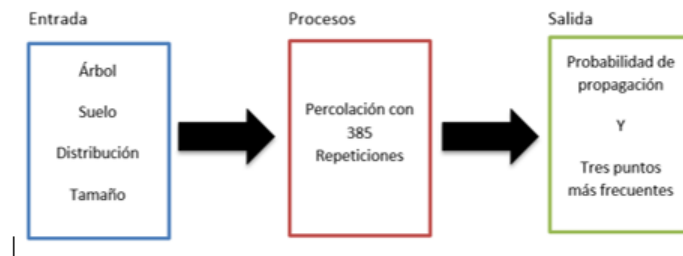 Entrada
Árbol
Suelo
Distribución
Tamaño
Procesos
Percolación con
385
Repeticiones
Salida
Probabilidad de
propagación
Y
Tres puntos
más frecuentes